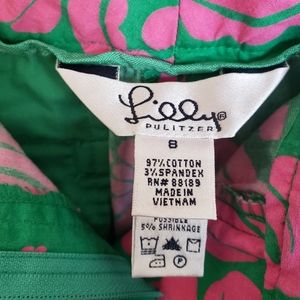 Lilly®
PULITZER
8
97% COTTON
3% SPANDEX
RN# 88189
MADE IN
VIETNAM
POSSIBLE
5% SHRINKAGE